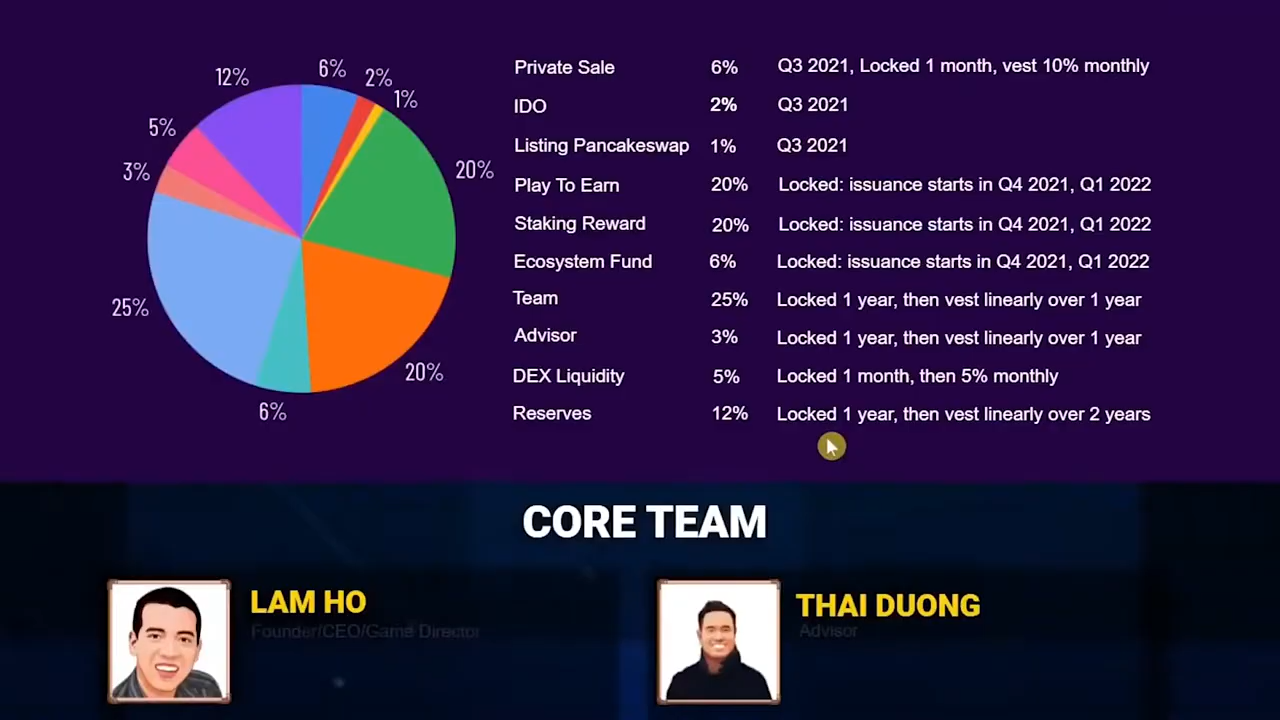 12%
6%
2%
1%
5%
3%
20%
25%
20%
6%
Private Sale 6% Q3 2021, Locked 1 month, vest 10% monthly
IDO 2% Q3 2021
Listing Pancakeswap 1% Q3 2021
Play To Earn 20% Locked: issuance starts in Q4 2021, Q1 2022
Staking Reward 20% Locked: issuance starts in Q4 2021, Q1 2022
Ecosystem Fund 6% Locked: issuance starts in Q4 2021, Q1 2022
Team 25% Locked 1 year, then vest linearly over 1 year
Advisor 3% Locked 1 year, then vest linearly over 1 year
DEX Liquidity 5% Locked 1 month, then 5% monthly
Reserves 12% Locked 1 year, then vest linearly over 2 years
CORE TEAM
LAM HO
Founder/CEO/Game Director
THAI DUONG
Advisor